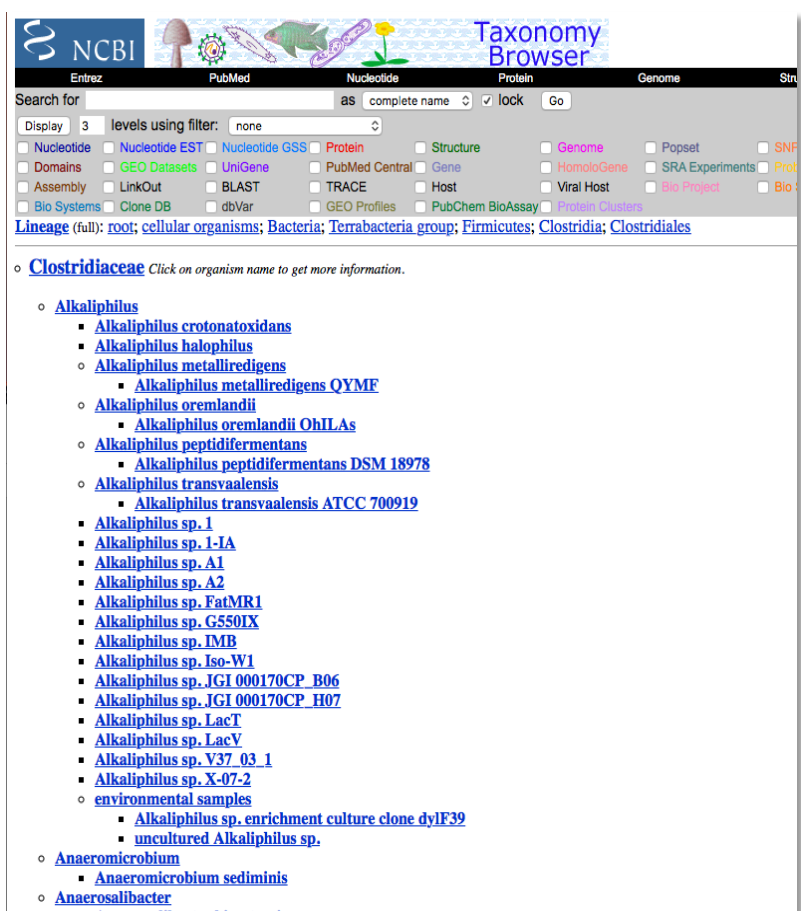 NCBI
Taxonomy
Browser
Entrez PubMed Nucleotide Protein Genome
Search for as complete name lock Go
Display 3 levels using filter: none
Nucleotide Nucleotide EST Nucleotide GSS Protein Structure Genome Popset SNP
Domains GEO Datasets UniGene PubMed Central Gene HomoloGene SRA Experiments
Assembly LinkOut BLAST TRACE Host Viral Host Bio Project Bio
Bio Systems Clone DB dbVar GEO Profiles PubChem BioAssay Protein Clusters
Lineage (full): root; cellular organisms; Bacteria; Terrabacteria group; Firmicutes; Clostridia; Clostridiales
Clostridiaceae Click on organism name to get more information.
Alkaliphilus
Alkaliphilus crotonatoxidans
Alkaliphilus halophilus
Alkaliphilus metalliredigens
Alkaliphilus metalliredigens QYMF
Alkaliphilus oremlandii
Alkaliphilus oremlandii OhILAs
Alkaliphilus peptidifermentans
Alkaliphilus peptidifermentans DSM 18978
Alkaliphilus transvaalensis
Alkaliphilus transvaalensis ATCC 700919
Alkaliphilus sp. 1
Alkaliphilus sp. 1-IA
Alkaliphilus sp. A1
Alkaliphilus sp. A2
Alkaliphilus sp. FatMR1
Alkaliphilus sp. G550IX
Alkaliphilus sp. IMB
Alkaliphilus sp. Iso-W1
Alkaliphilus sp. JGI 000170CP_B06
Alkaliphilus sp. JGI 000170CP_H07
Alkaliphilus sp. LacT
Alkaliphilus sp. LacV
Alkaliphilus sp. V37_03_1
Alkaliphilus sp. X-07-2
environmental samples
Alkaliphilus sp. enrichment culture clone dylF39
uncultured Alkaliphilus sp.
Anaeromicrobium
Anaeromicrobium sediminis
Anaerosalibacter